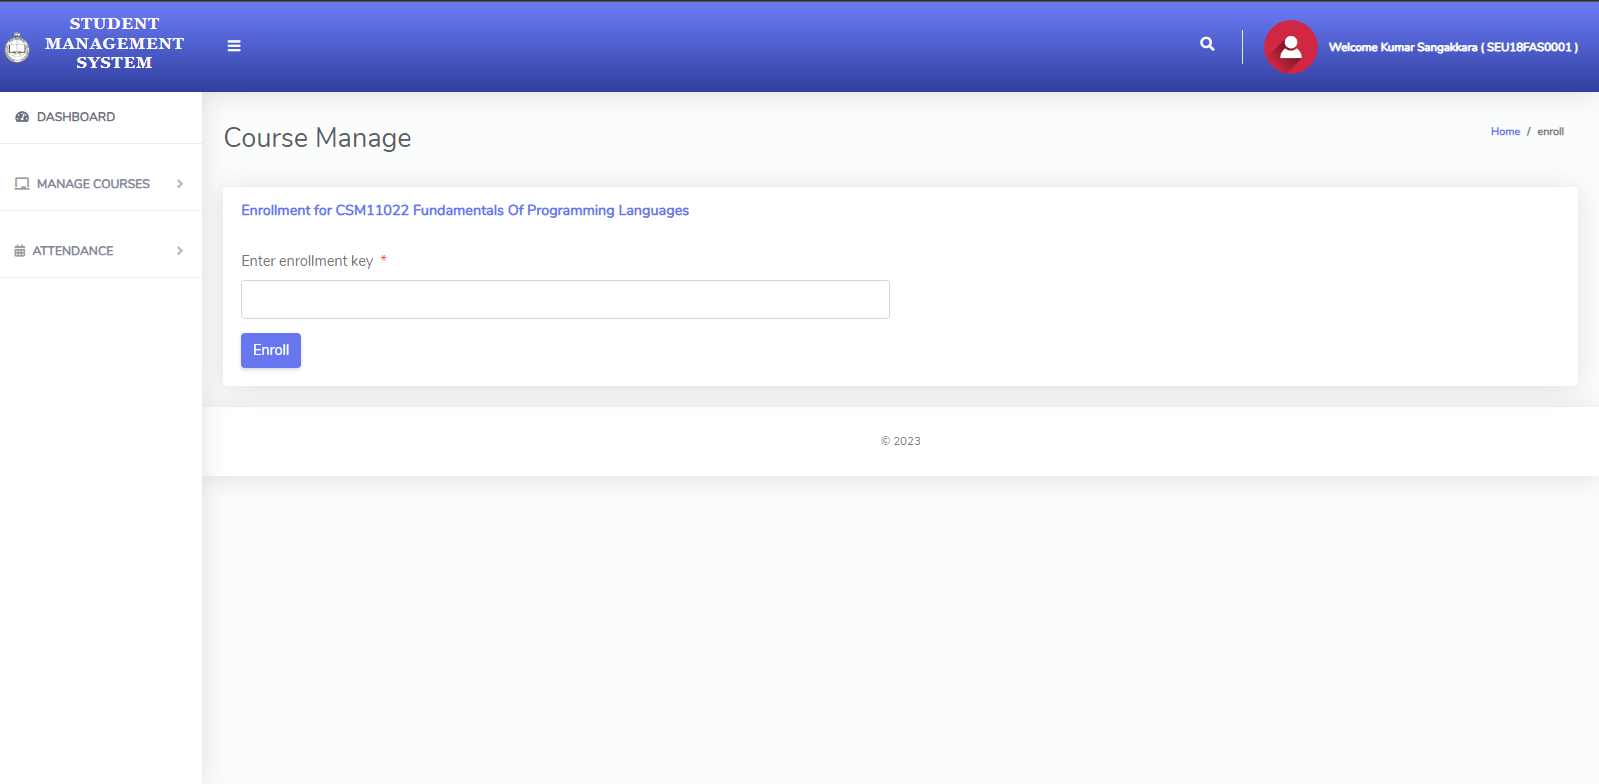 STUDENT
MANAGEMENT
SYSTEM
Welcome Kumar Sangakkara ( SEU18FAS0001 )
DASHBOARD
MANAGE COURSES
ATTENDANCE
Course Manage
Home / enroll
Enrollment for CSM11022 Fundamentals Of Programming Languages
Enter enrollment key *
Enroll
© 2023